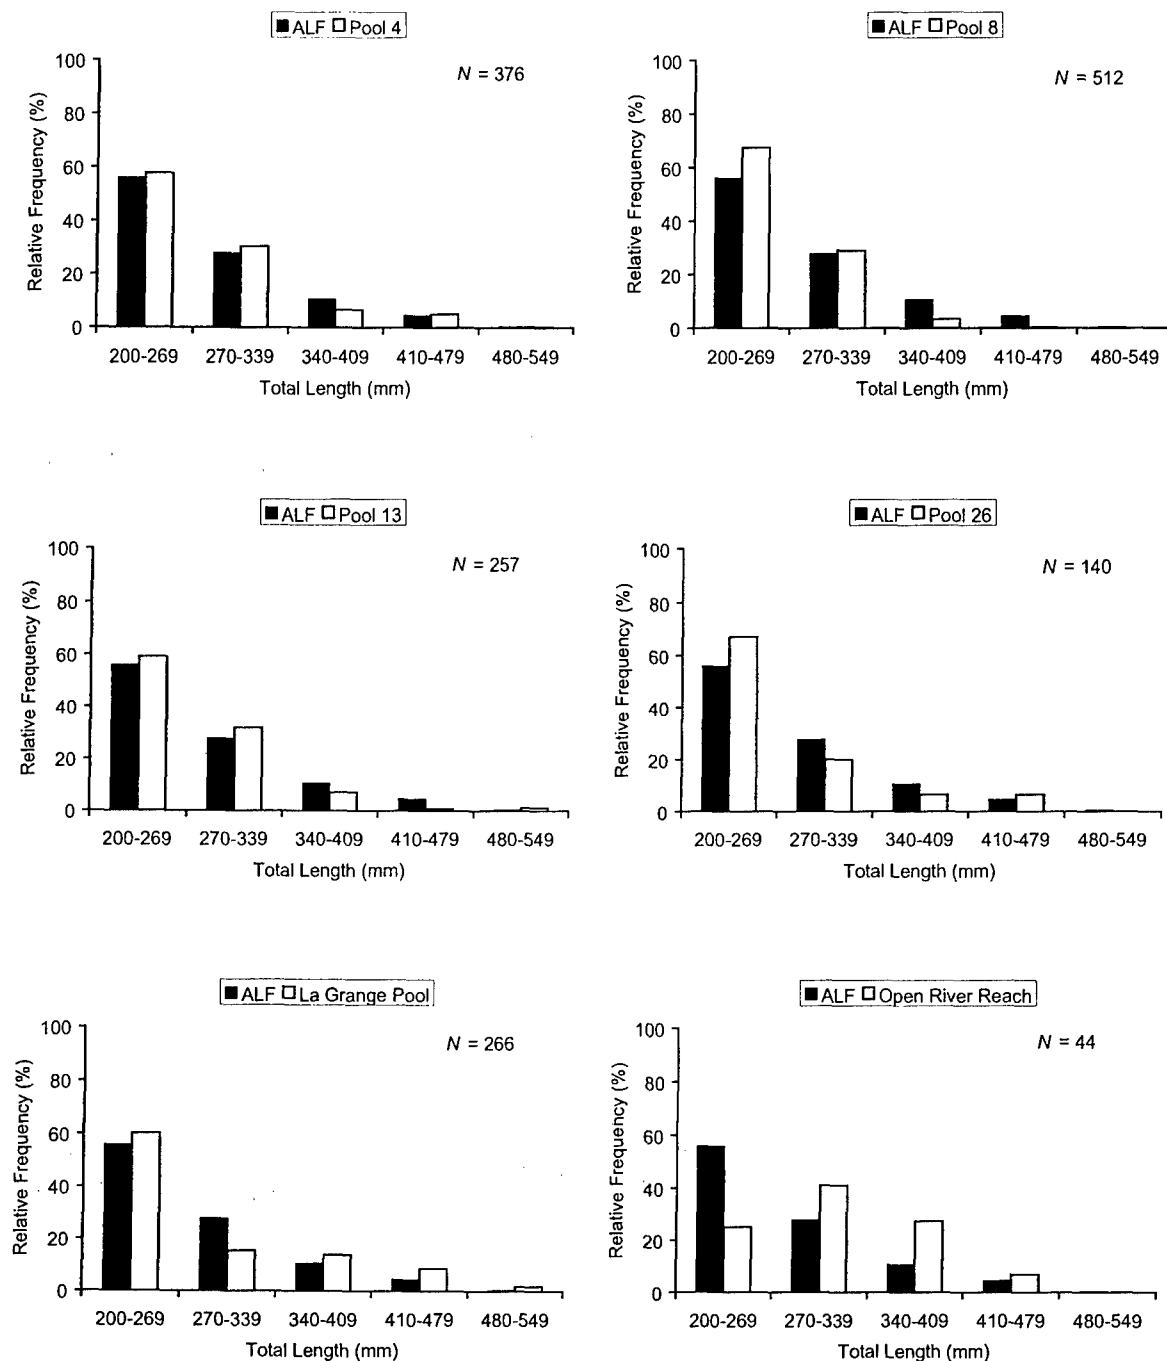 ALF Pool 4
N = 376
Relative Frequency (%)
100
80
60
40
20
0
200-269 270-339 340-409 410-479 480-549
Total Length (mm)
ALF Pool 8
N = 512
Relative Frequency (%)
100
80
60
40
20
0
200-269 270-339 340-409 410-479 480-549
Total Length (mm)
ALF Pool 13
N = 257
Relative Frequency (%)
100
80
60
40
20
0
200-269 270-339 340-409 410-479 480-549
Total Length (mm)
ALF Pool 26
N = 140
Relative Frequency (%)
100
80
60
40
20
0
200-269 270-339 340-409 410-479 480-549
Total Length (mm)
ALF La Grange Pool
N = 266
Relative Frequency (%)
100
80
60
40
20
0
200-269 270-339 340-409 410-479 480-549
Total Length (mm)
ALF Open River Reach
N = 44
Relative Frequency (%)
100
80
60
40
20
0
200-269 270-339 340-409 410-479 480-549
Total Length (mm)